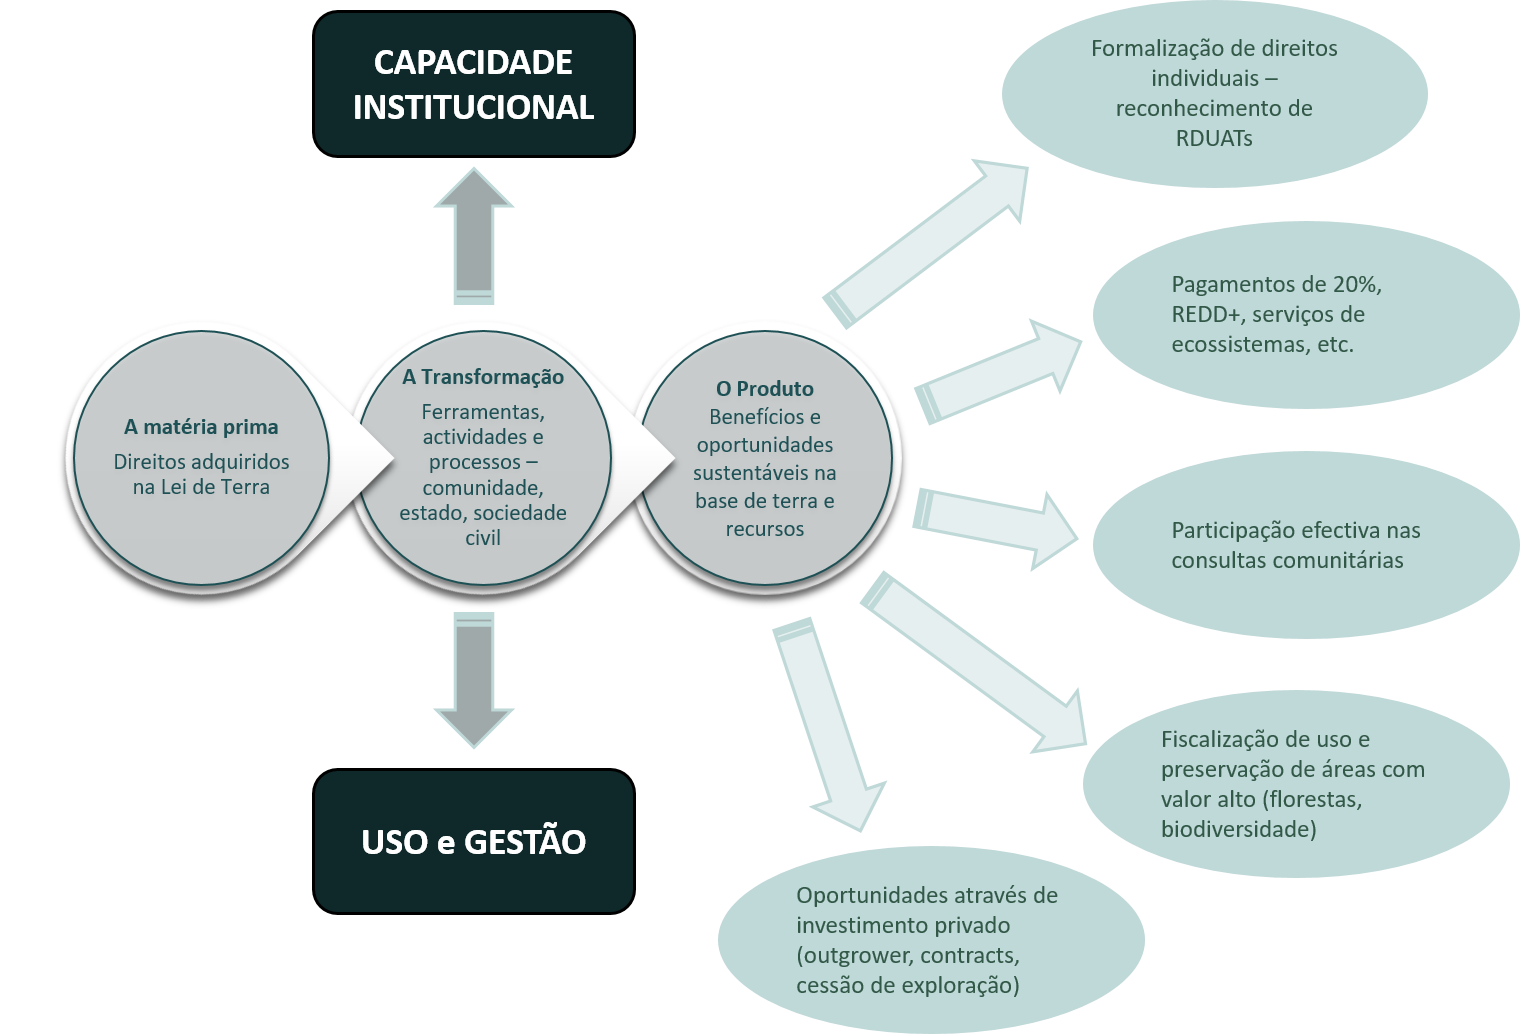 CAPACIDADE
INSTITUCIONAL
A matéria prima
Direitos adquiridos
na Lei de Terra
A Transformação
Ferramentas,
actividades e
processos –
comunidade,
estado, sociedade
civil
O Produto
Benefícios e
oportunidades
sustentáveis na
base de terra e
recursos
USO e GESTÃO
Formalização de direitos
individuais –
reconhecimento de
RDUATs
Pagamentos de 20%,
REDD+, serviços de
ecossistemas, etc.
Participação efectiva nas
consultas comunitárias
Fiscalização de uso e
preservação de áreas com
valor alto (florestas,
biodiversidade)
Oportunidades através de
investimento privado
(outgrower, contracts,
cessão de exploração)